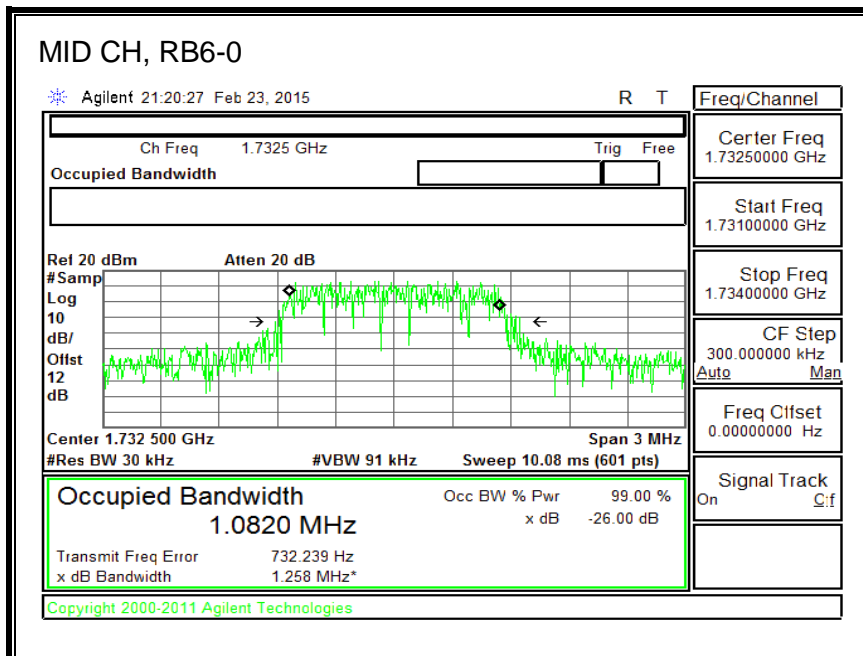 MID CH, RB6-0
Agilent 21:20:27 Feb 23, 2015 R T
Freq/Channel
Ch Freq 1.7325 GHz Trig Free
Occupied Bandwidth
Center Freq
1.73250000 GHz
Start Freq
1.73100000 GHz
Stop Freq
1.73400000 GHz
CF Step
300.000000 kHz
Auto Man
Freq Offset
0.00000000 Hz
Signal Track
On Off
Ref 20 dBm Atten 20 dB
#Samp
Log
10
dB/
Offst
12
dB
Center 1.732 500 GHz Span 3 MHz
#Res BW 30 kHz #VBW 91 kHz Sweep 10.08 ms (601 pts)
Occupied Bandwidth
1.0820 MHz
Occ BW % Pwr 99.00 %
x dB -26.00 dB
Transmit Freq Error 732.239 Hz
x dB Bandwidth 1.258 MHz*
Copyright 2000-2011 Agilent Technologies